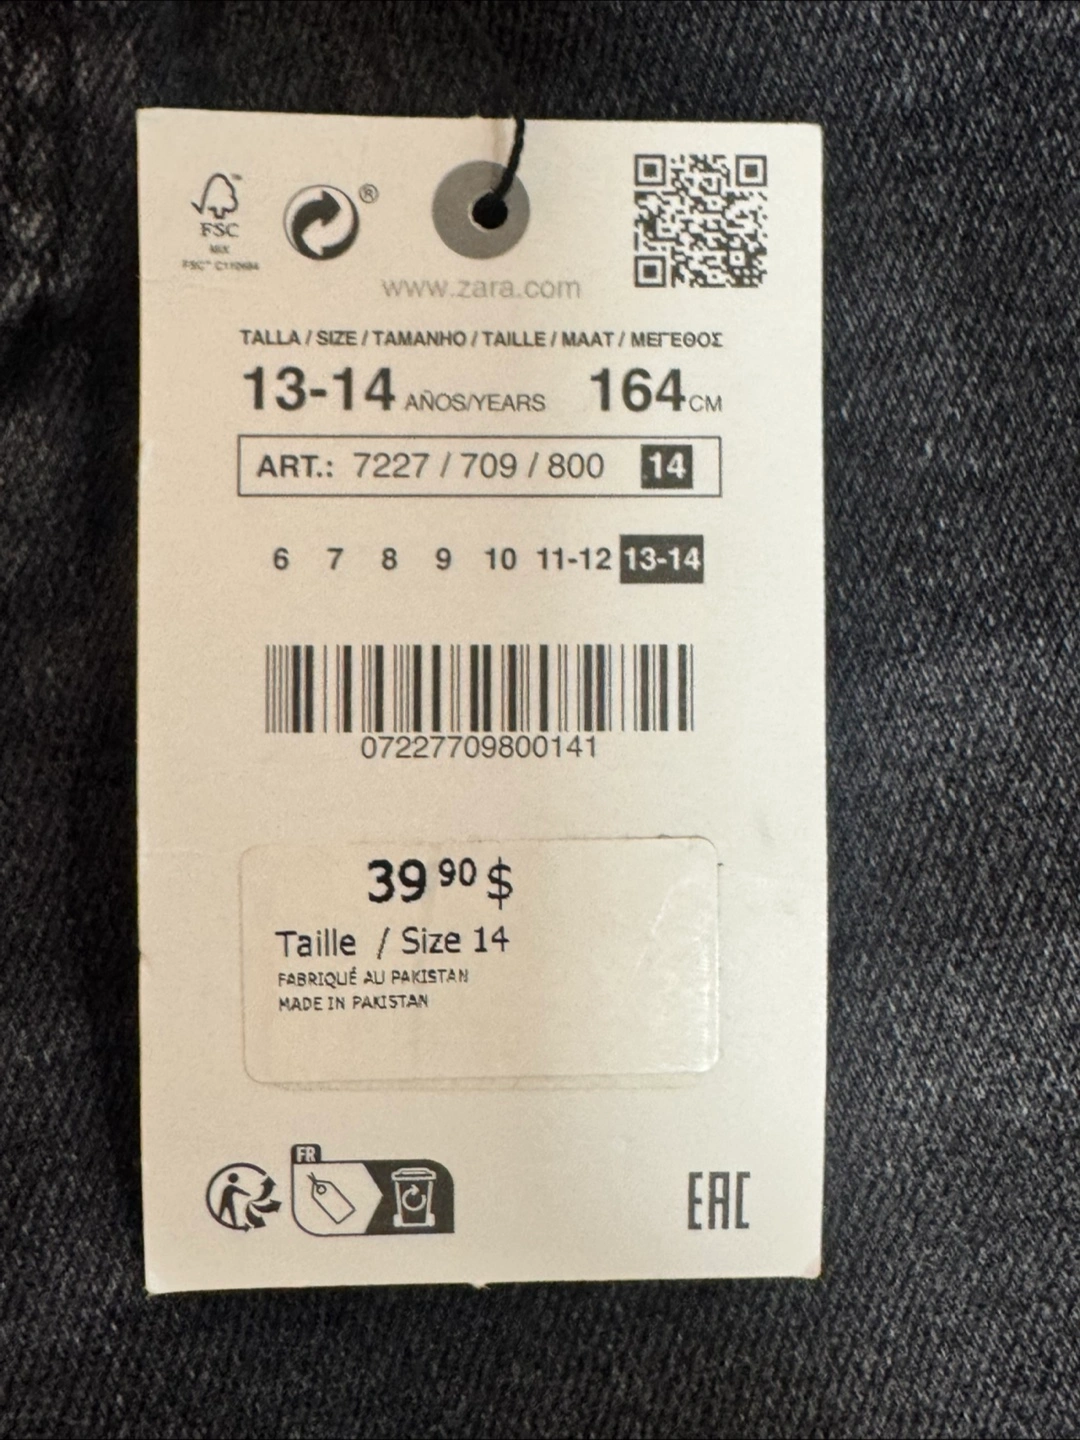 FSC
MIX
FSC™ C110684
®
www.zara.com
TALLA / SIZE / TAMANHO / TAILLE / MAAT / ΜΕΓΕΘΟΣ
13-14 AÑOS/YEARS 164 CM
ART.: 7227 / 709 / 800 14
6 7 8 9 10 11-12 13-14
07227709800141
39 90 $
Taille / Size 14
FABRIQUÉ AU PAKISTAN
MADE IN PAKISTAN
FR
EAC